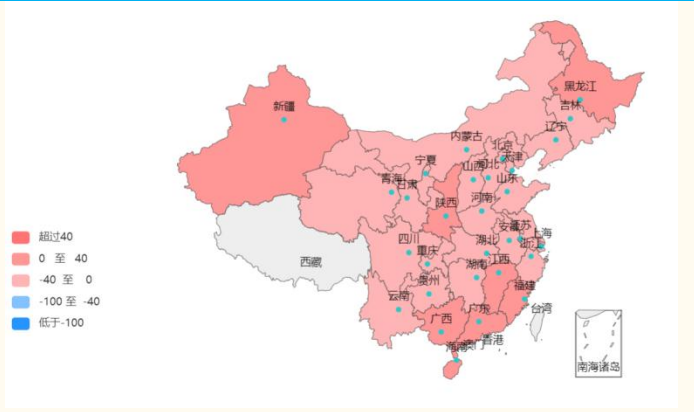 黑龙江
新疆
吉林
辽宁
内蒙古
北京
天津
宁夏
山西
河北
青海
甘肃
山东
陕西
河南
安徽
江苏
上海
四川
重庆
湖北
浙江
西藏
湖南
江西
贵州
福建
云南
台湾
广西
广东
香港
海南
澳门
南海诸岛
超过40
0 至 40
-40 至 0
-100 至 -40
低于-100